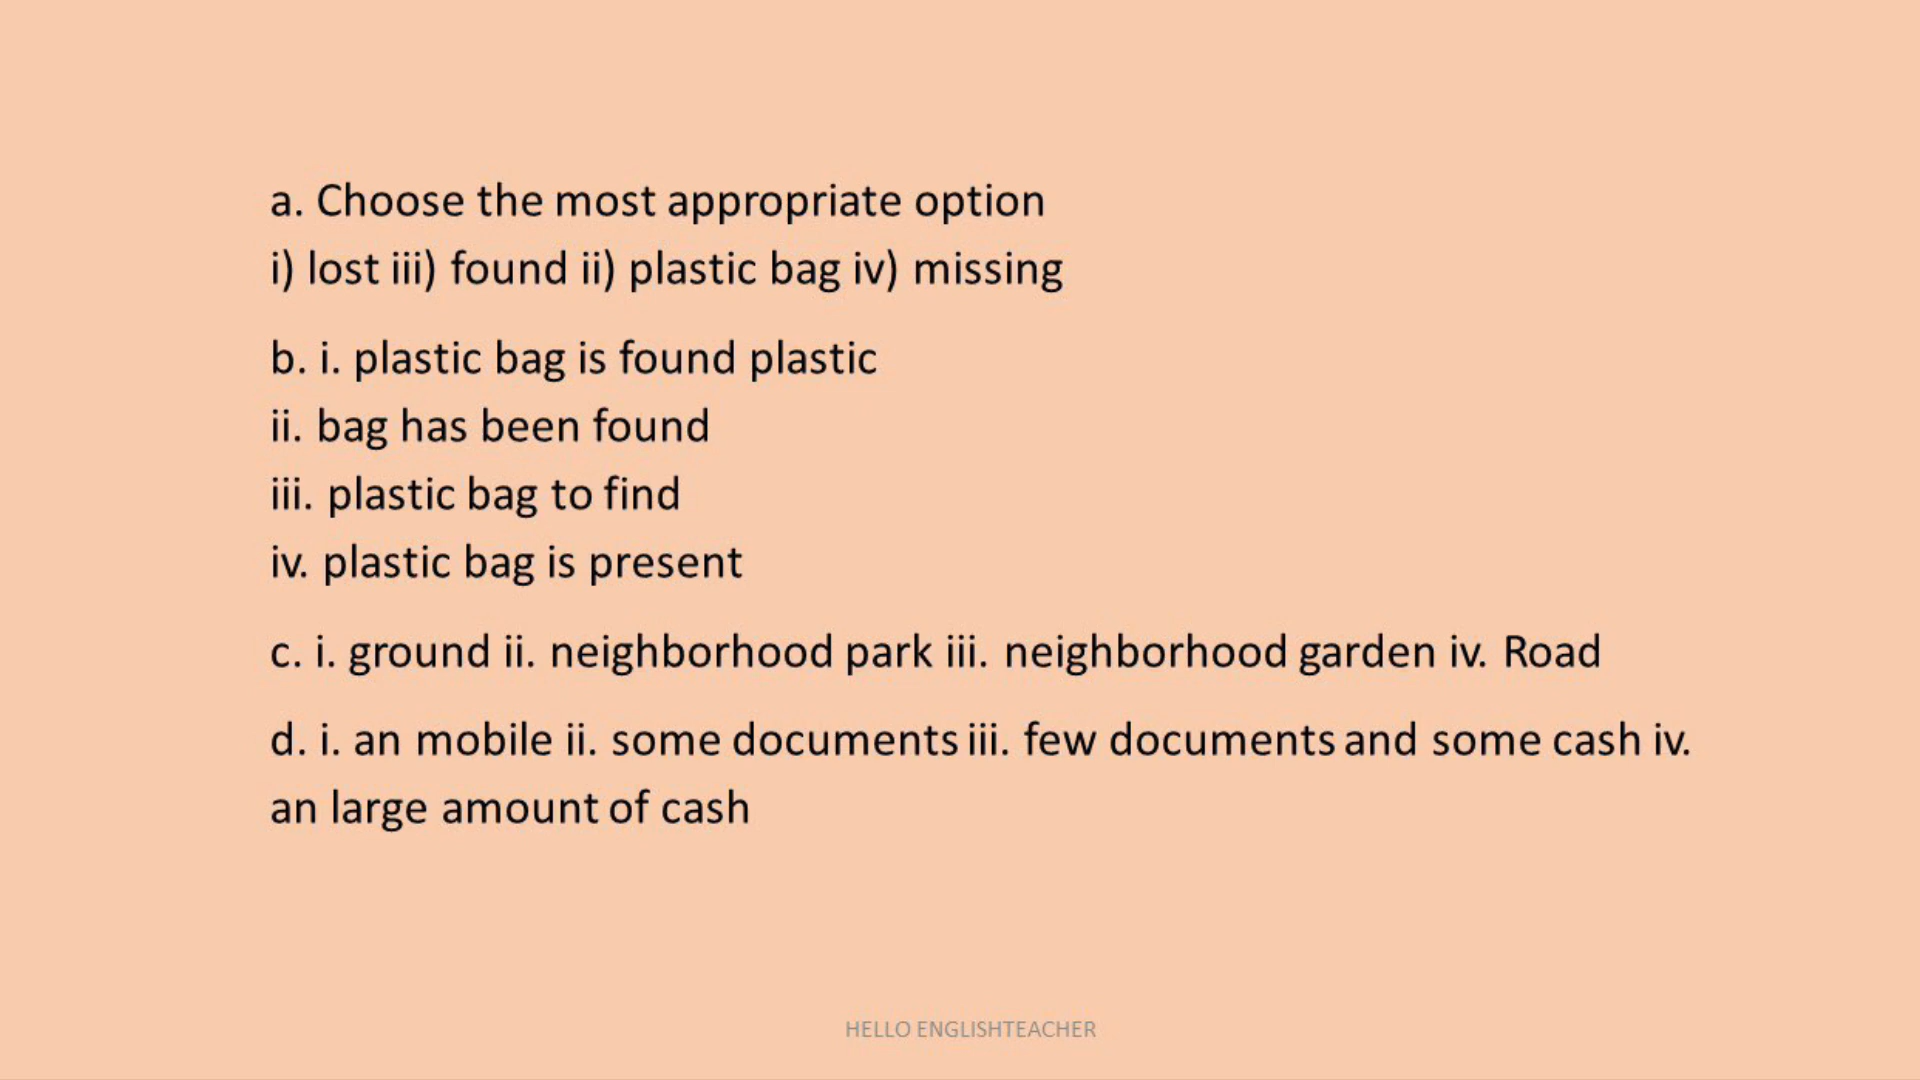 a. Choose the most appropriate option
i) lost iii) found ii) plastic bag iv) missing
b. i. plastic bag is found plastic
ii. bag has been found
iii. plastic bag to find
iv. plastic bag is present
c. i. ground ii. neighborhood park iii. neighborhood garden iv. Road
d. i. an mobile ii. some documents iii. few documents and some cash iv.
an large amount of cash
HELLO ENGLISHTEACHER